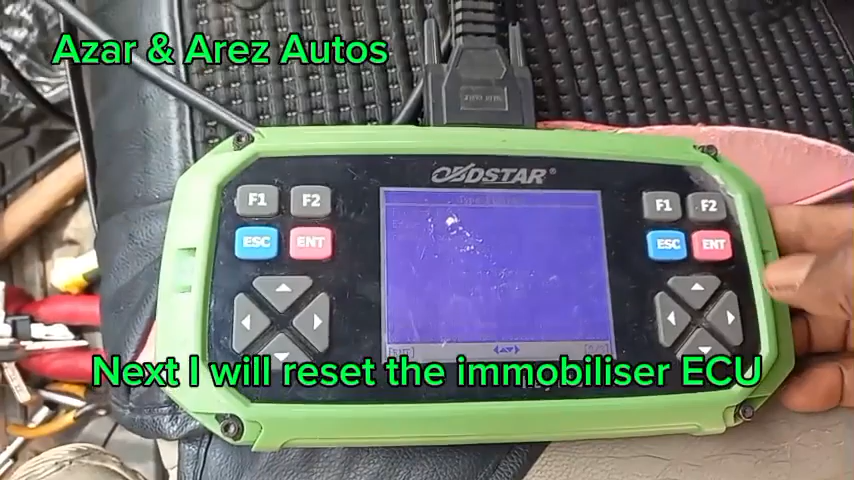 Azar & Arez Autos
OBDSTAR®
F1 F2
F1 F2
ESC ENT
ESC ENT
Next I will reset the immobiliser ECU